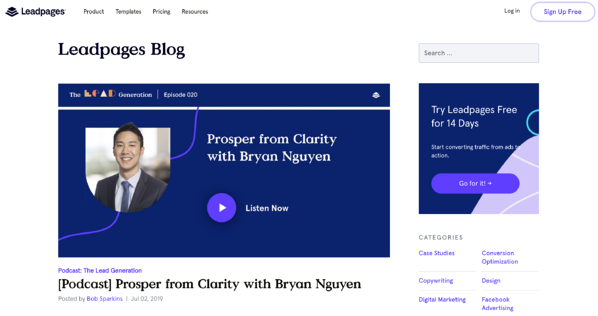 Leadpages
Product Templates Pricing Resources
Log in
Sign Up Free
Leadpages Blog
Search ...
The LEAD Generation | Episode 020
Prosper from Clarity
with Bryan Nguyen
Listen Now
Podcast: The Lead Generation
[Podcast] Prosper from Clarity with Bryan Nguyen
Posted by Bob Sparkins | Jul 02, 2019
Try Leadpages Free
for 14 Days
Start converting traffic from ads to
action.
Go for it! →
CATEGORIES
Case Studies
Conversion
Optimization
Copywriting
Design
Digital Marketing
Facebook
Advertising